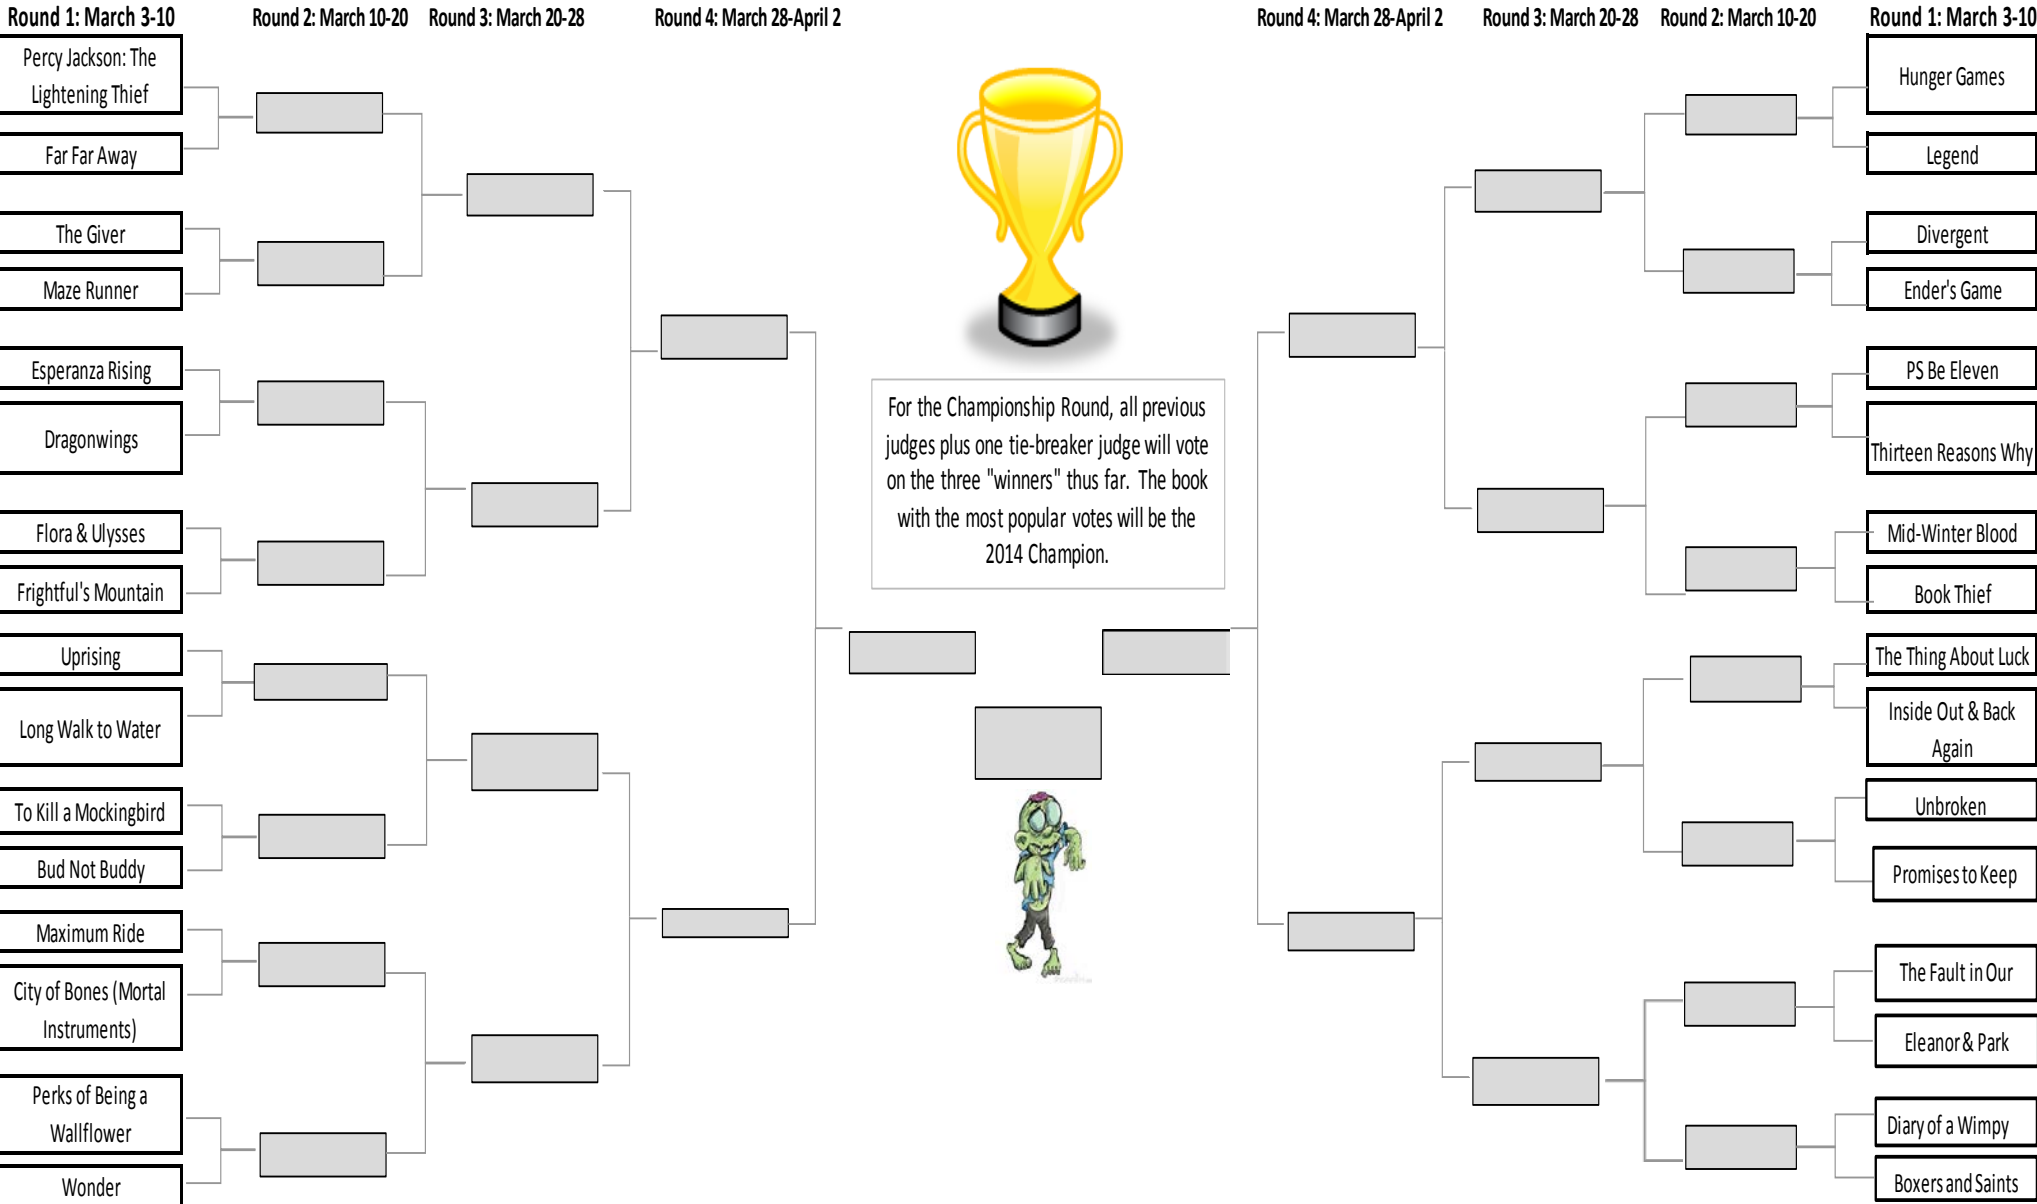 Round 1: March 3-10
Round 2: March 10-20
Round 3: March 20-28
Round 4: March 28-April 2
Round 4: March 28-April 2
Round 3: March 20-28
Round 2: March 10-20
Round 1: March 3-10
Percy Jackson: The
Lightening Thief
Far Far Away
The Giver
Maze Runner
Esperanza Rising
Dragonwings
Flora & Ulysses
Frightful's Mountain
Uprising
Long Walk to Water
To Kill a Mockingbird
Bud Not Buddy
Maximum Ride
City of Bones (Mortal
Instruments)
Perks of Being a
Wallflower
Wonder
For the Championship Round, all previous
judges plus one tie-breaker judge will vote
on the three "winners" thus far. The book
with the most popular votes will be the
2014 Champion.
Hunger Games
Legend
Divergent
Ender's Game
PS Be Eleven
Thirteen Reasons Why
Mid-Winter Blood
Book Thief
The Thing About Luck
Inside Out & Back
Again
Unbroken
Promises to Keep
The Fault in Our
Eleanor & Park
Diary of a Wimpy
Boxers and Saints